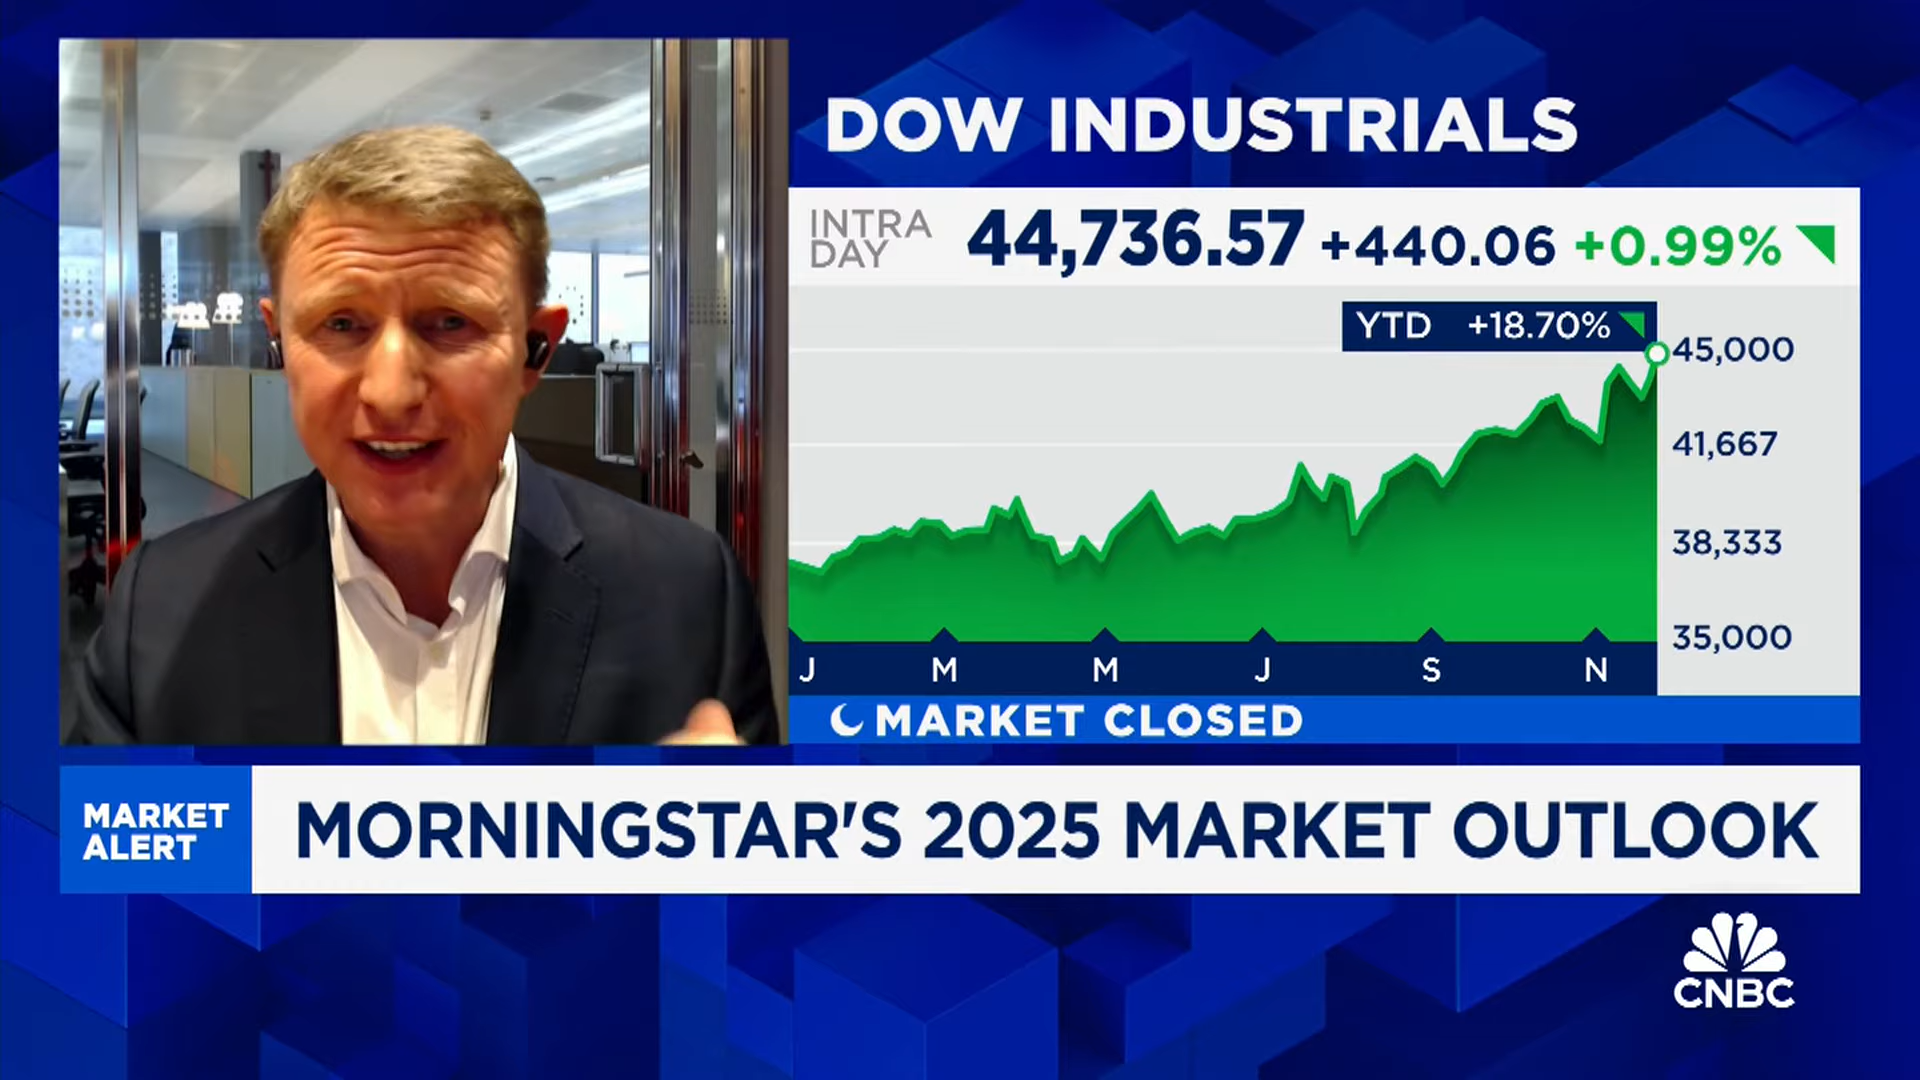 DOW INDUSTRIALS
INTRA
DAY
44,736.57 +440.06 +0.99%
YTD +18.70%
45,000
41,667
38,333
35,000
J M M J S N
MARKET CLOSED
MARKET
ALERT
MORNINGSTAR'S 2025 MARKET OUTLOOK
CNBC